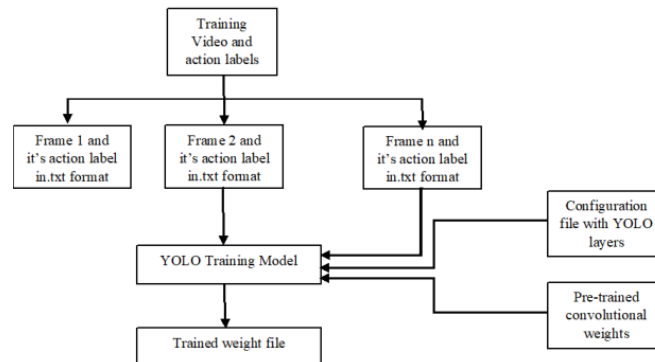 Training
Video and
action labels
Frame 1 and
it's action label
in.txt format
Frame 2 and
it's action label
in.txt format
Frame n and
it's action label
in.txt format
Configuration
file with YOLO
layers
YOLO Training Model
Pre-trained
convolutional
weights
Trained weight file